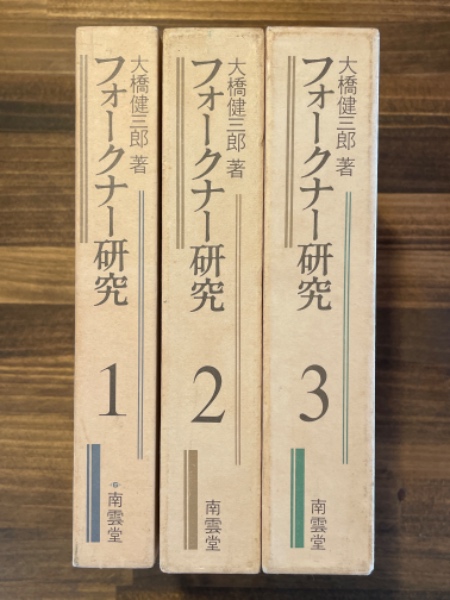 大橋健三郎 著
フォークナー研究
1
南雲堂
大橋健三郎 著
フォークナー研究
2
南雲堂
大橋健三郎 著
フォークナー研究
3
南雲堂